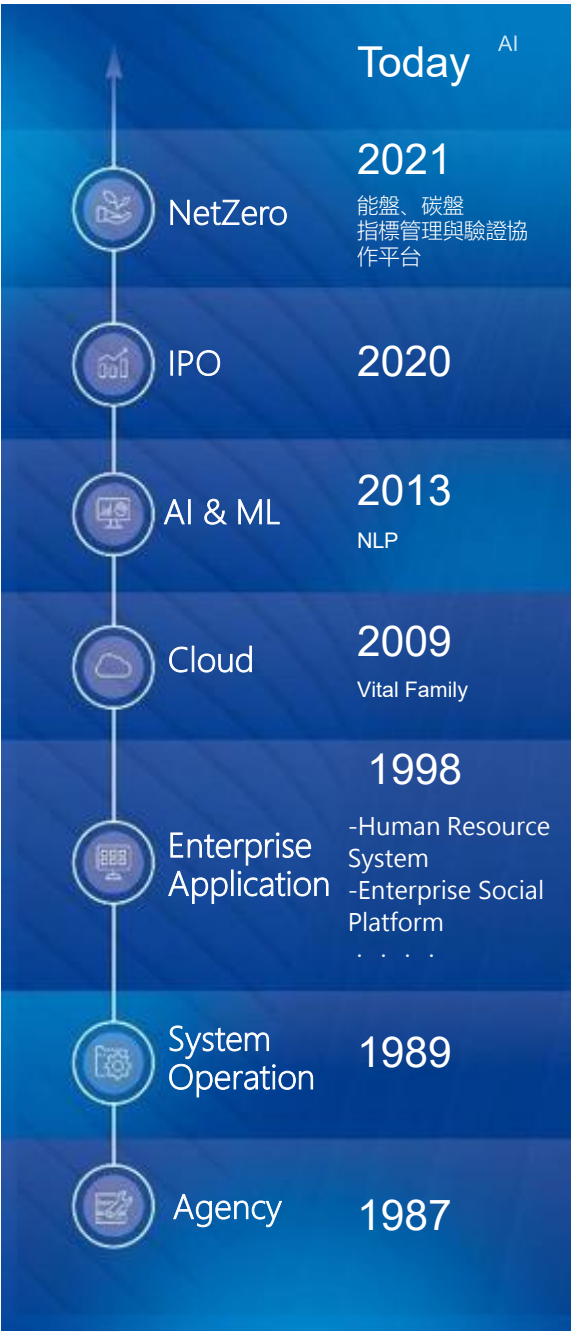 Today
AI
NetZero
2021
能盤、碳盤
指標管理與驗證協
作平台
IPO
2020
AI & ML
2013
NLP
Cloud
2009
Vital Family
Enterprise
Application
1998
-Human Resource
System
-Enterprise Social
Platform
. . . .
System
Operation
1989
Agency
1987